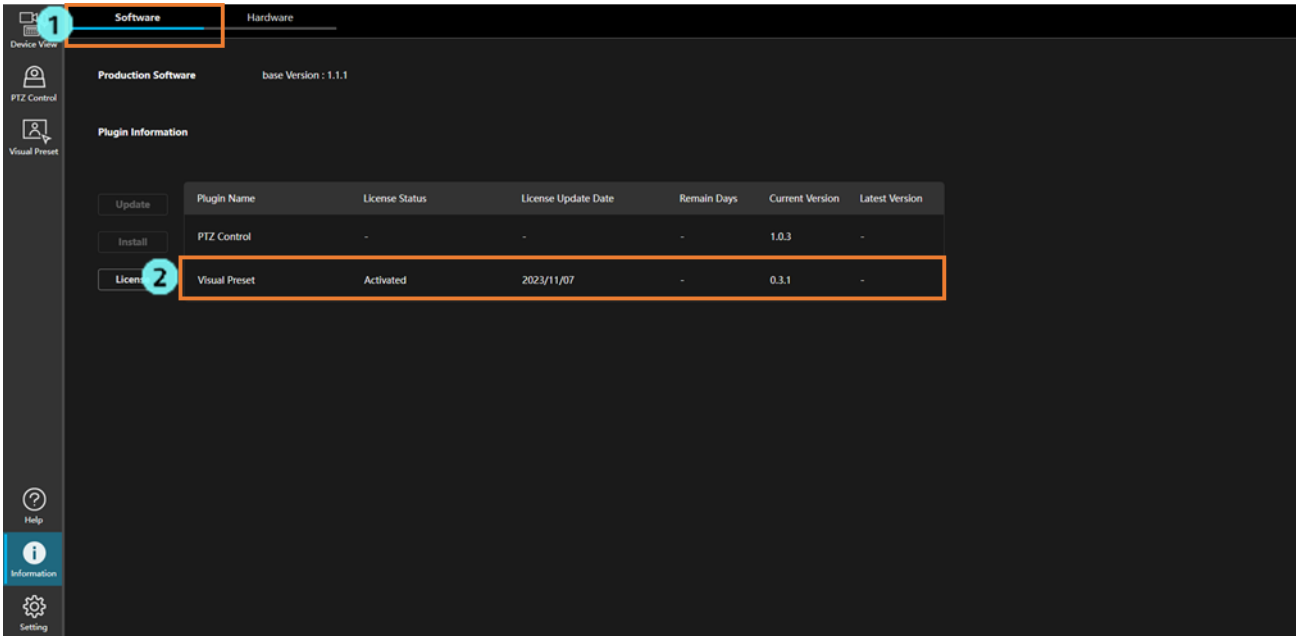 1
Software
Hardware
Device View
PTZ Control
Visual Preset
Production Software
base Version : 1.1.1
Plugin Information
Update
Install
2
Plugin Name License Status License Update Date Remain Days Current Version Latest Version
PTZ Control - - - 1.0.3 -
Visual Preset Activated 2023/11/07 - 0.3.1 -
Help
Information
Setting